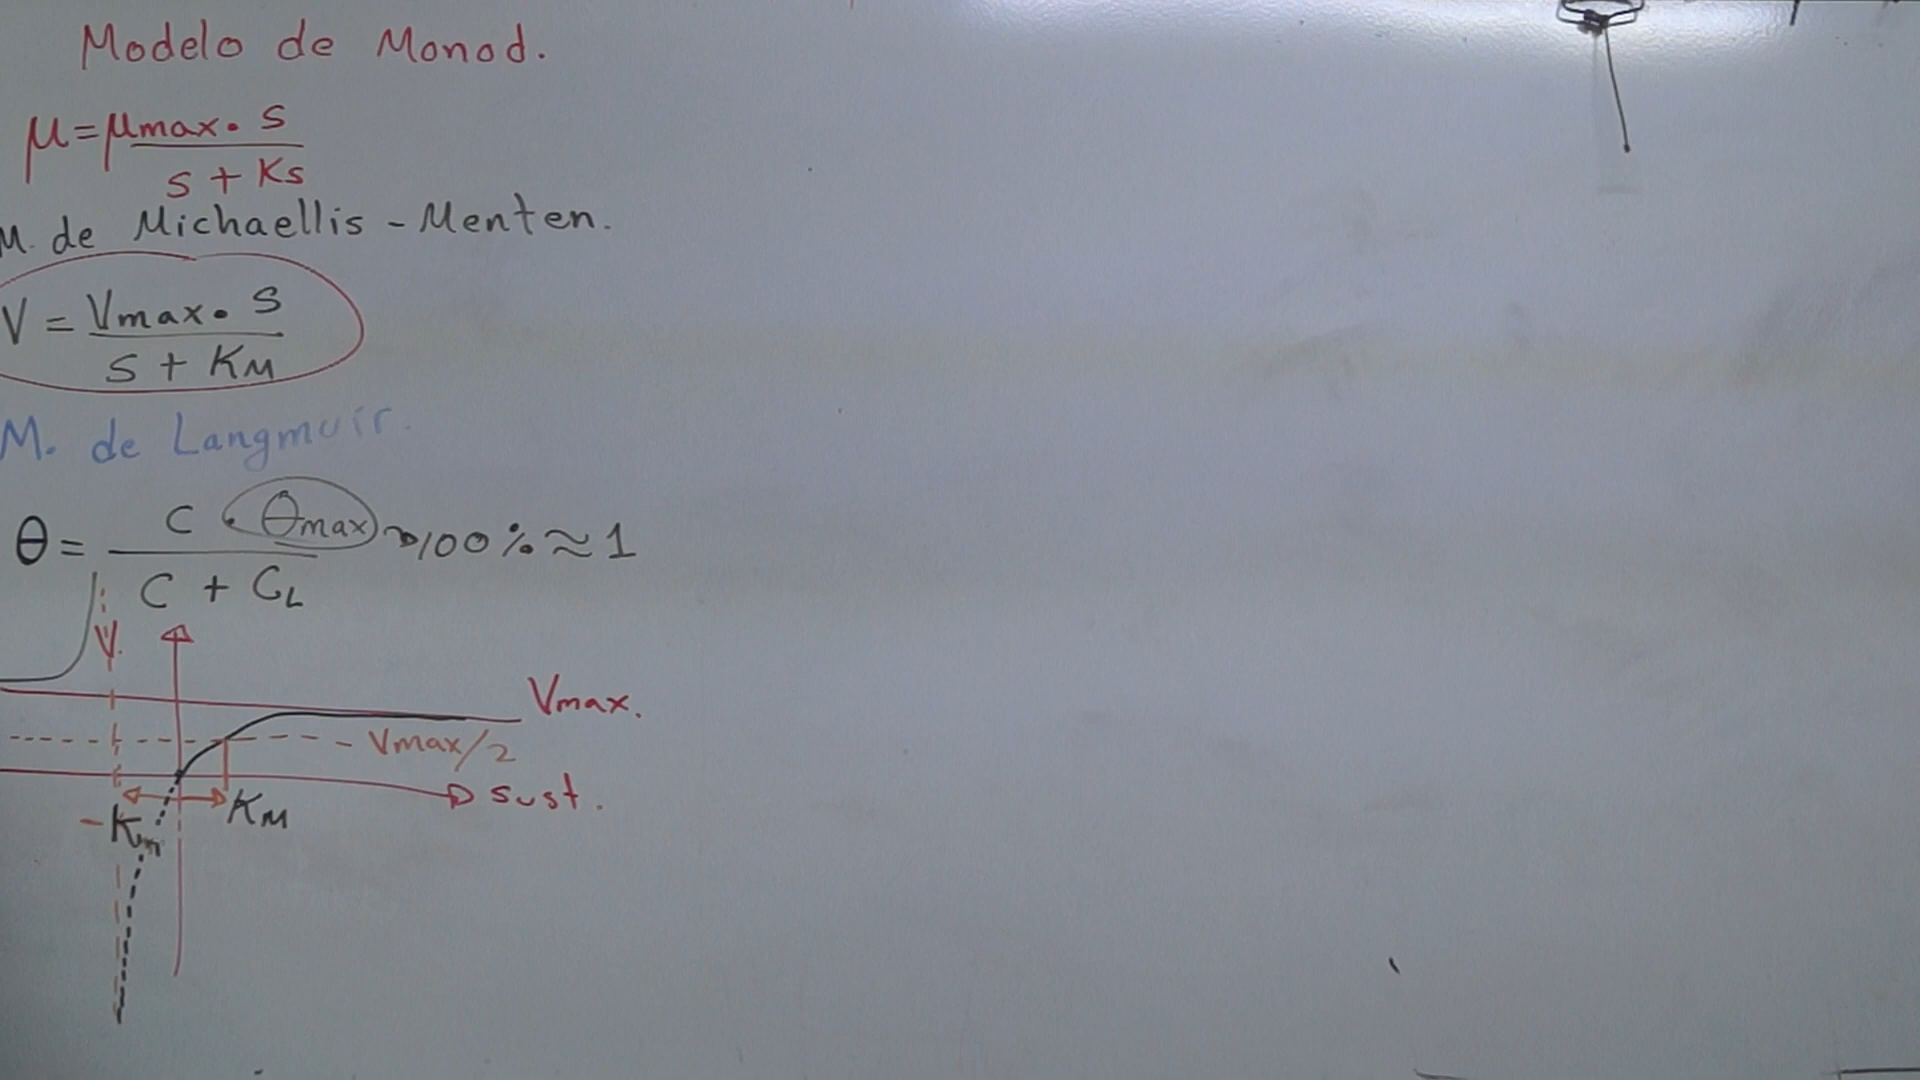 Modelo de Monod.
μ = μmax • S
S + Ks
M. de Michaellis - Menten.
V = Vmax • S
S + KM
M. de Langmuir.
θ = C • θmax → 100 % ≈ 1
C + CL
V
Vmax.
Vmax/2
Sust.
-Km KM